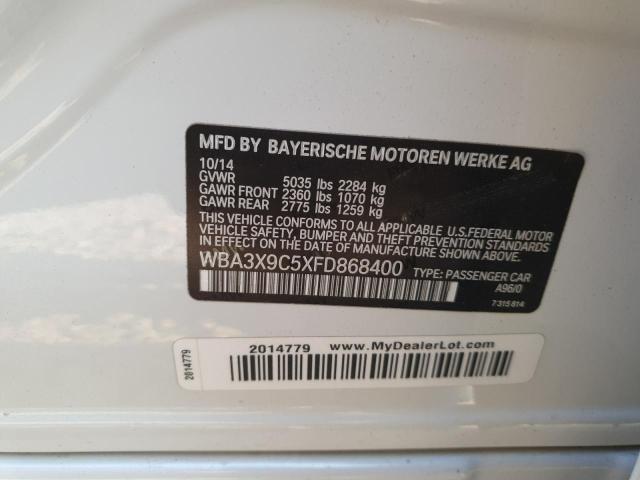 MFD BY BAYERISCHE MOTOREN WERKE AG
10/14
GVWR 5035 lbs 2284 kg
GAWR FRONT 2360 lbs 1070 kg
GAWR REAR 2775 lbs 1259 kg
THIS VEHICLE CONFORMS TO ALL APPLICABLE U.S.FEDERAL MOTOR
VEHICLE SAFETY, BUMPER AND THEFT PREVENTION STANDARDS
IN EFFECT ON THE DATE OF MANUFACTURE SHOWN ABOVE.
WBA3X9C5XFD868400 TYPE: PASSENGER CAR
A96/0
7 315 814
2014779 www.MyDealerLot.com
2014779